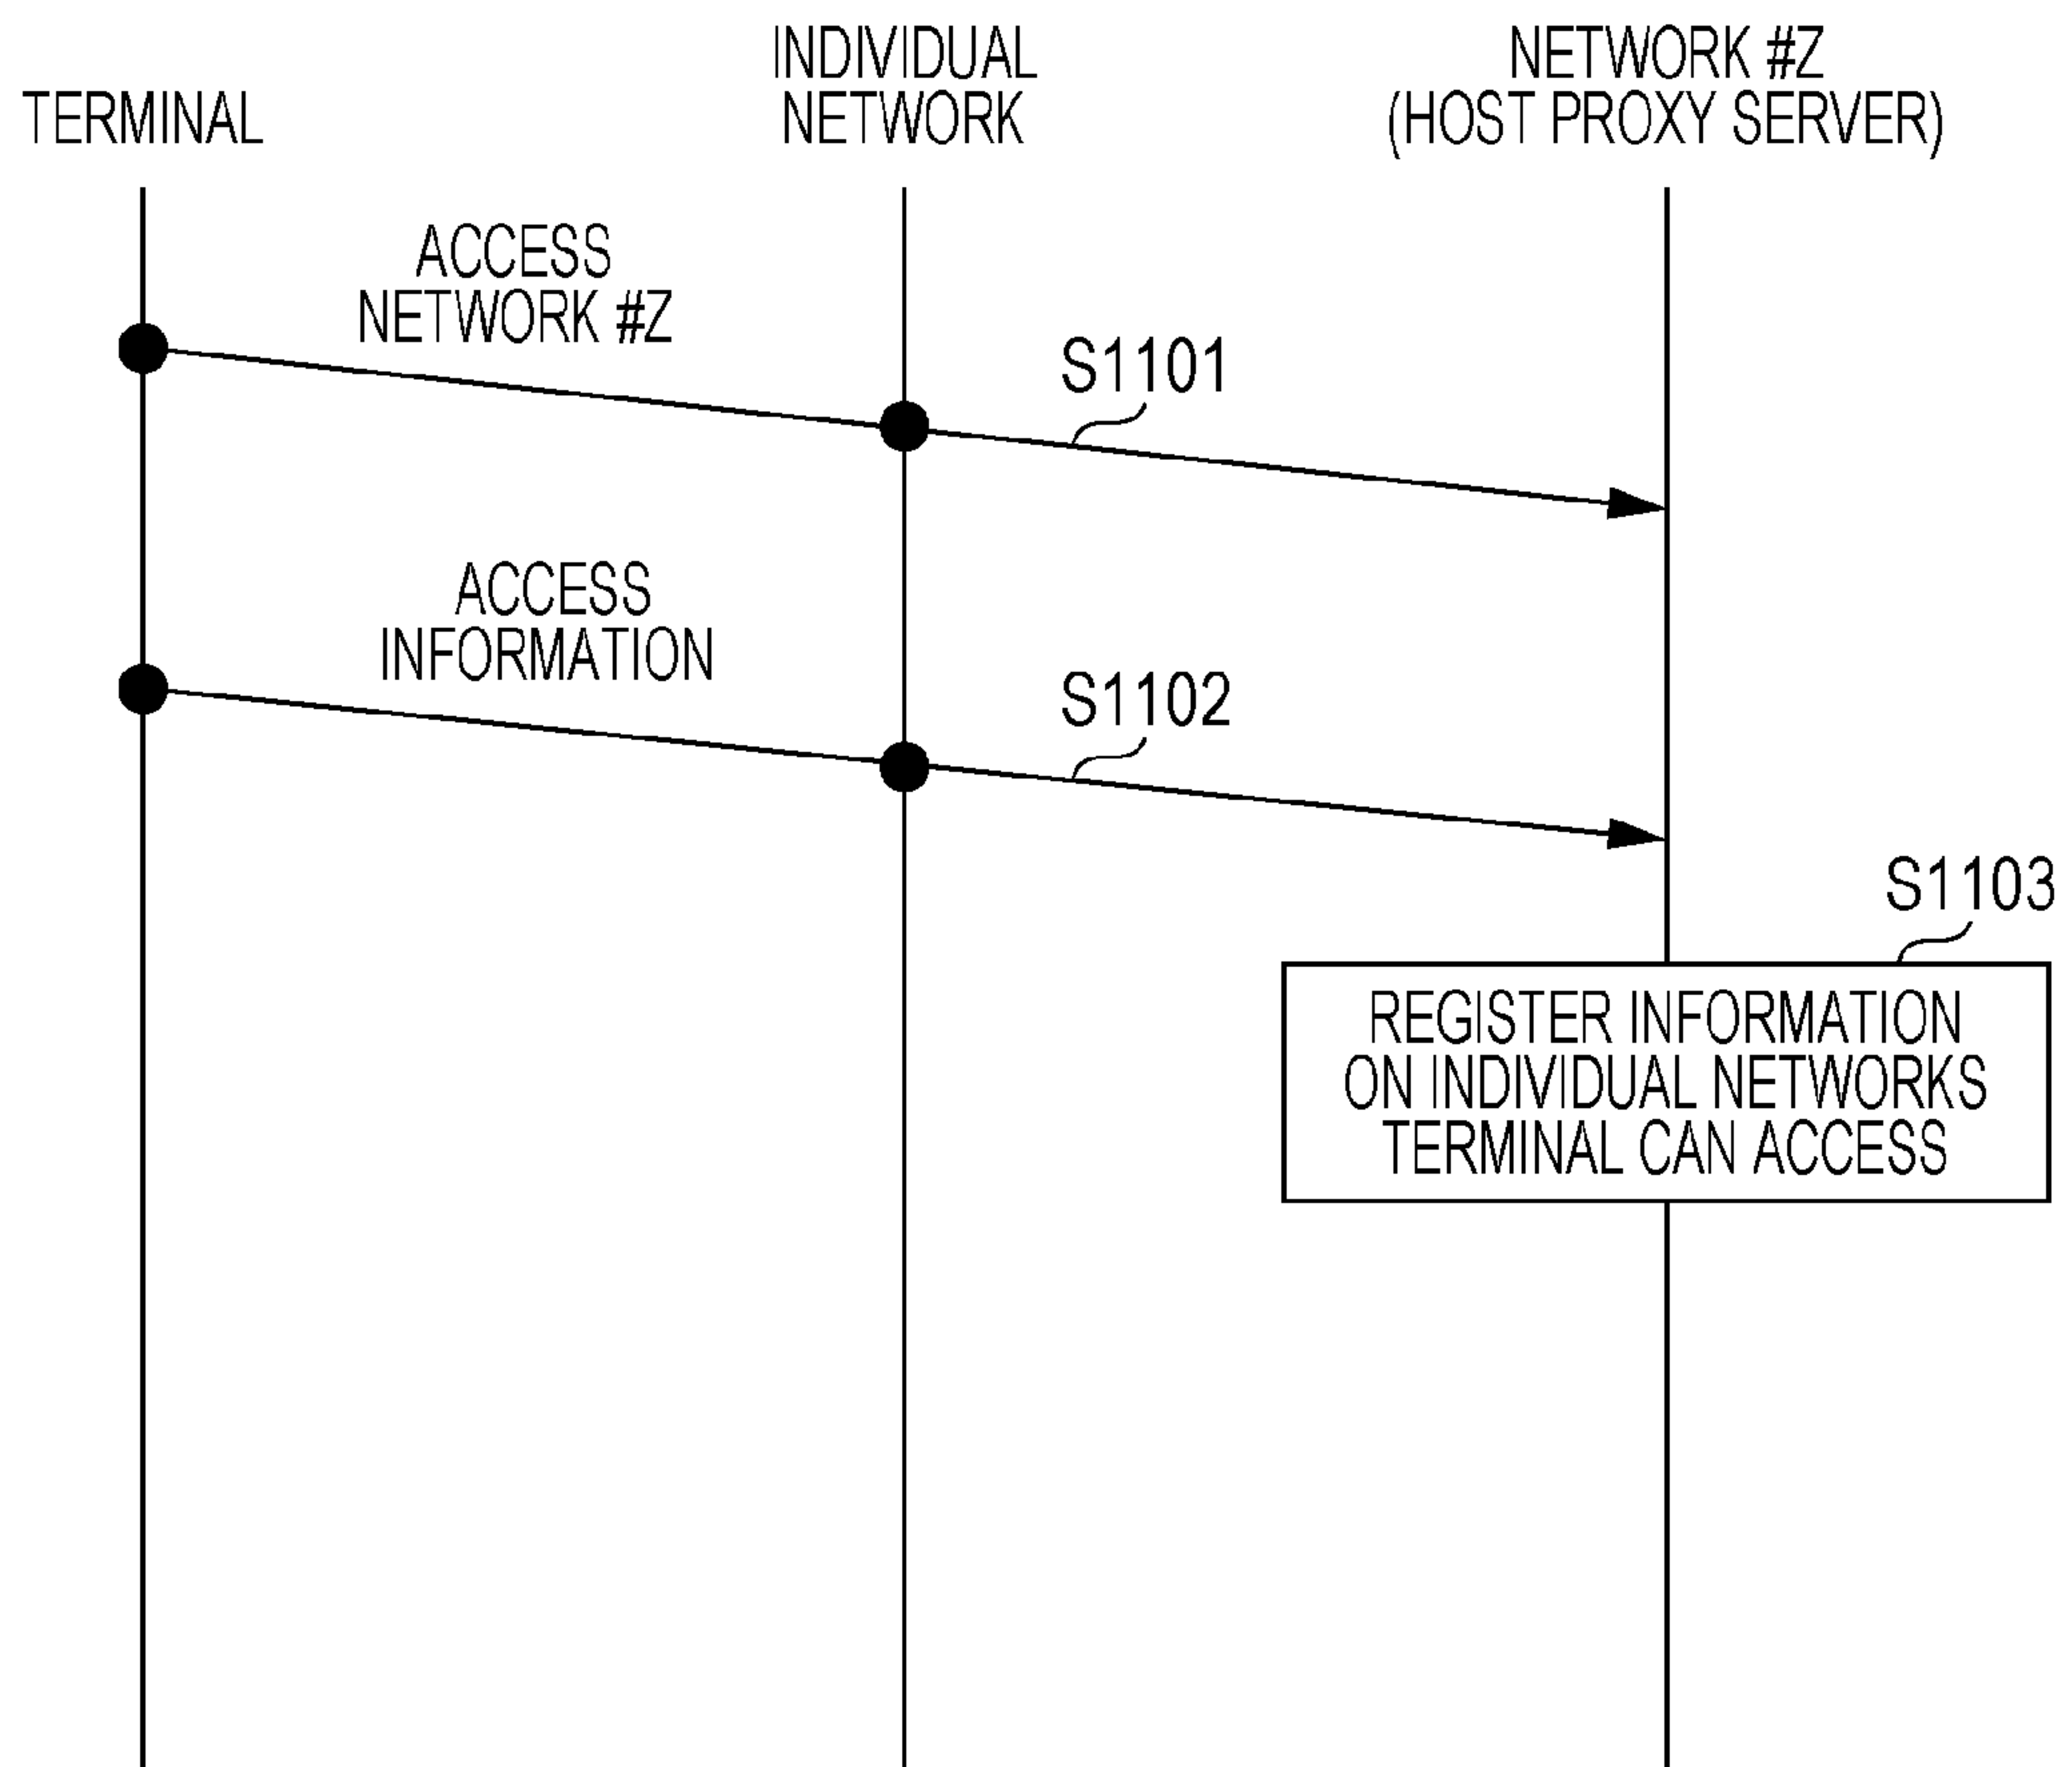 TERMINAL
INDIVIDUAL
NETWORK
NETWORK #Z
(HOST PROXY SERVER)
ACCESS
NETWORK #Z
S1101
ACCESS
INFORMATION
S1102
S1103
REGISTER INFORMATION
ON INDIVIDUAL NETWORKS
TERMINAL CAN ACCESS